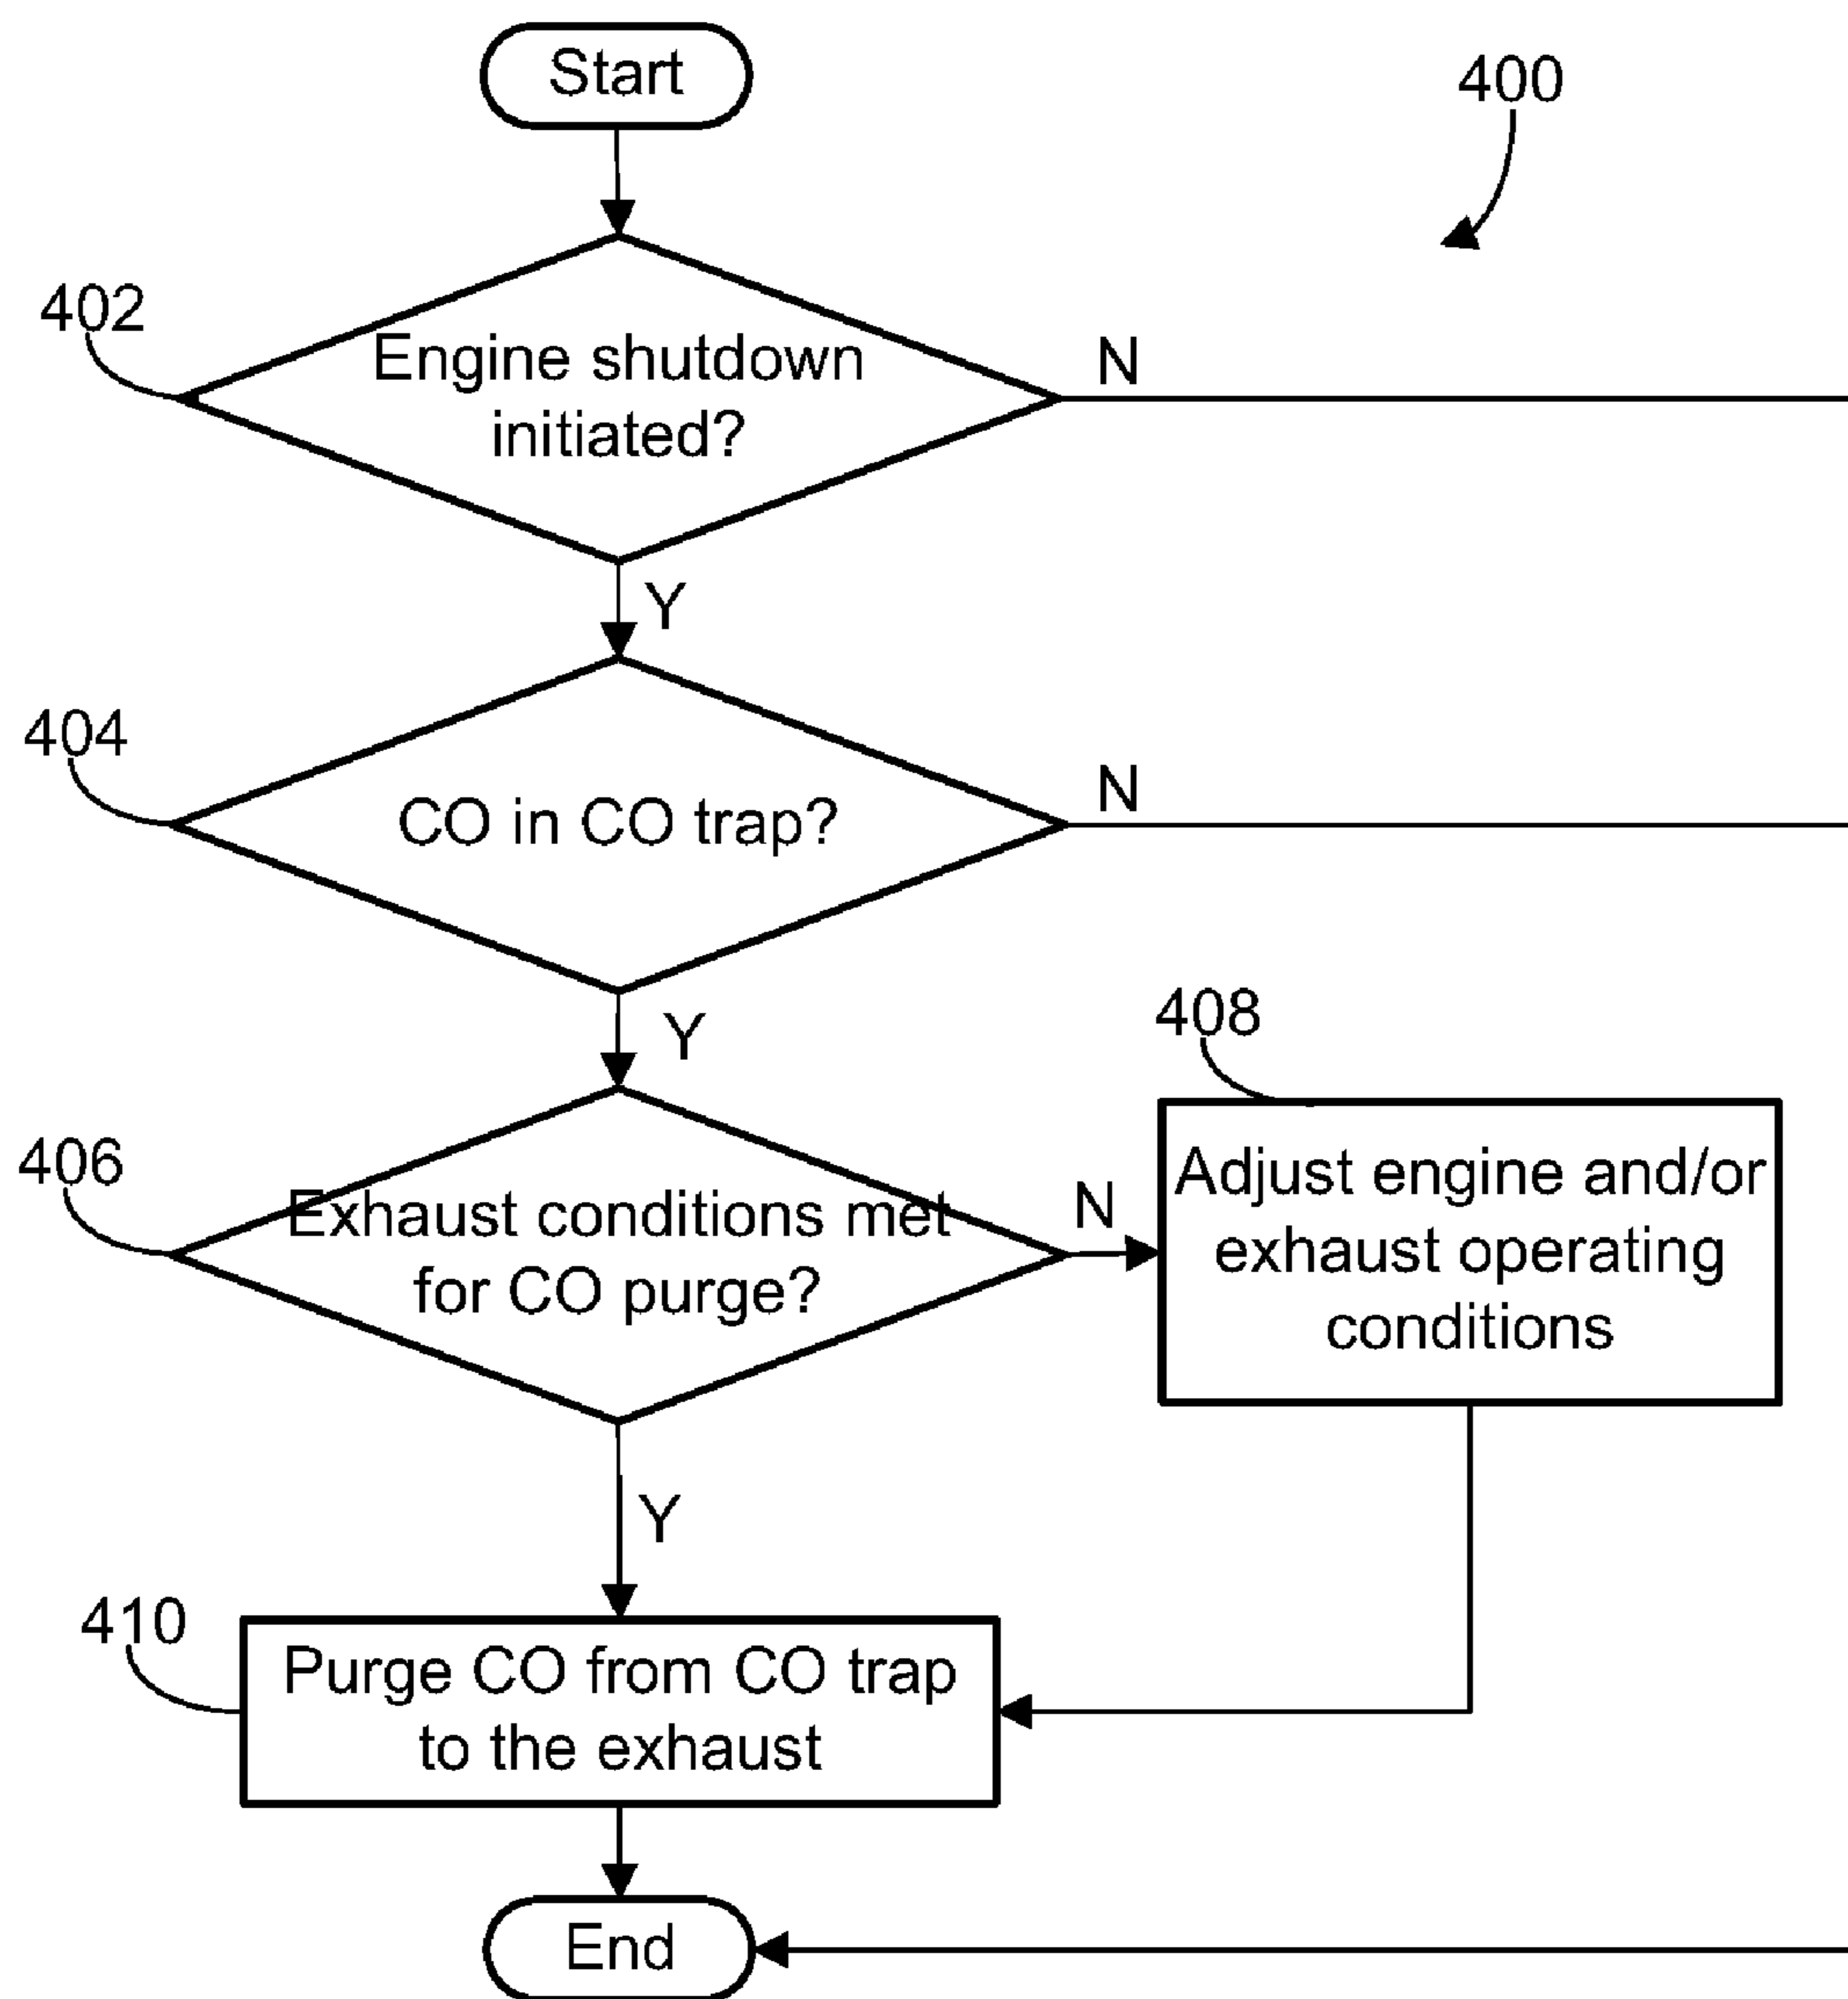 Start
400
402
Engine shutdown
initiated?
N
Y
404
CO in CO trap?
N
Y
408
406
Exhaust conditions met
for CO purge?
N
Adjust engine and/or
exhaust operating
conditions
Y
410
Purge CO from CO trap
to the exhaust
End